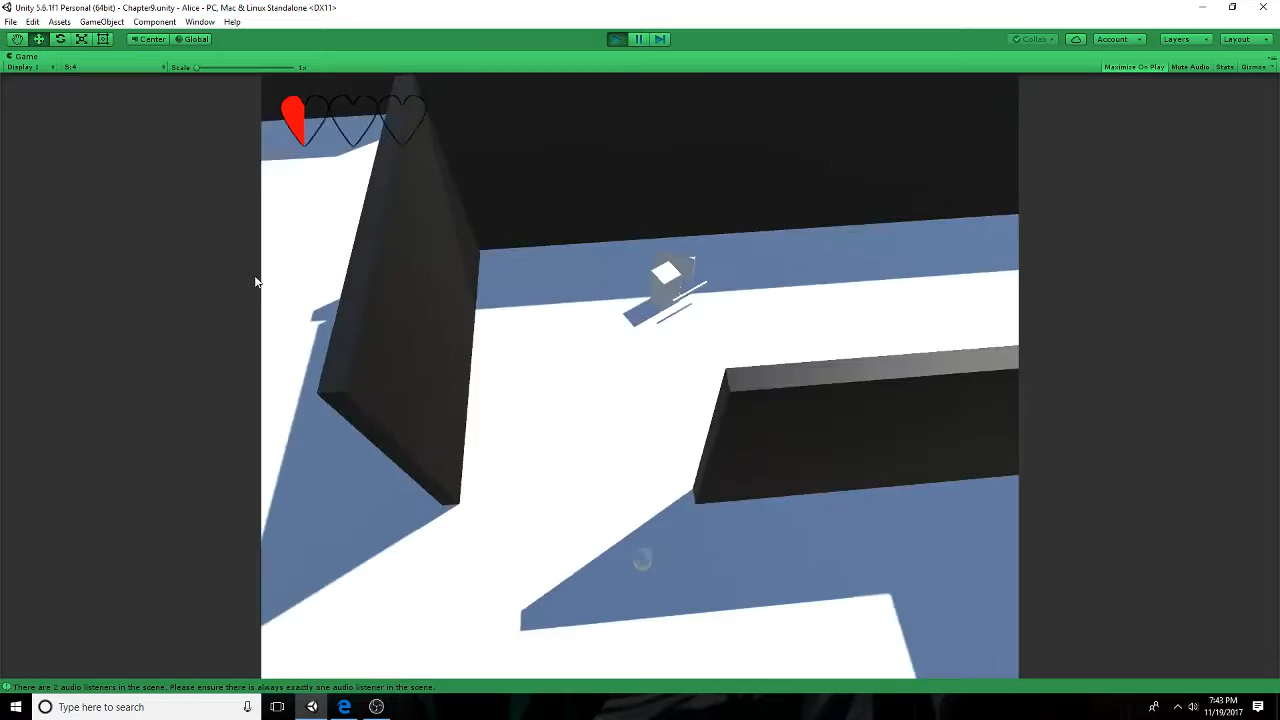 Unity 5.6.1f1 Personal (64bit) - Chapter9.unity - Alice - PC, Mac & Linux Standalone <DX11>
File Edit Assets GameObject Component Window Help
Center Global Collab Account Layers Layout
Game
Display 1 5:4 Scale 1x Maximize On Play Mute Audio Stats Gizmos
There are 2 audio listeners in the scene. Please ensure there is always exactly one audio listener in the scene.
Type here to search
7:43 PM
11/19/2017